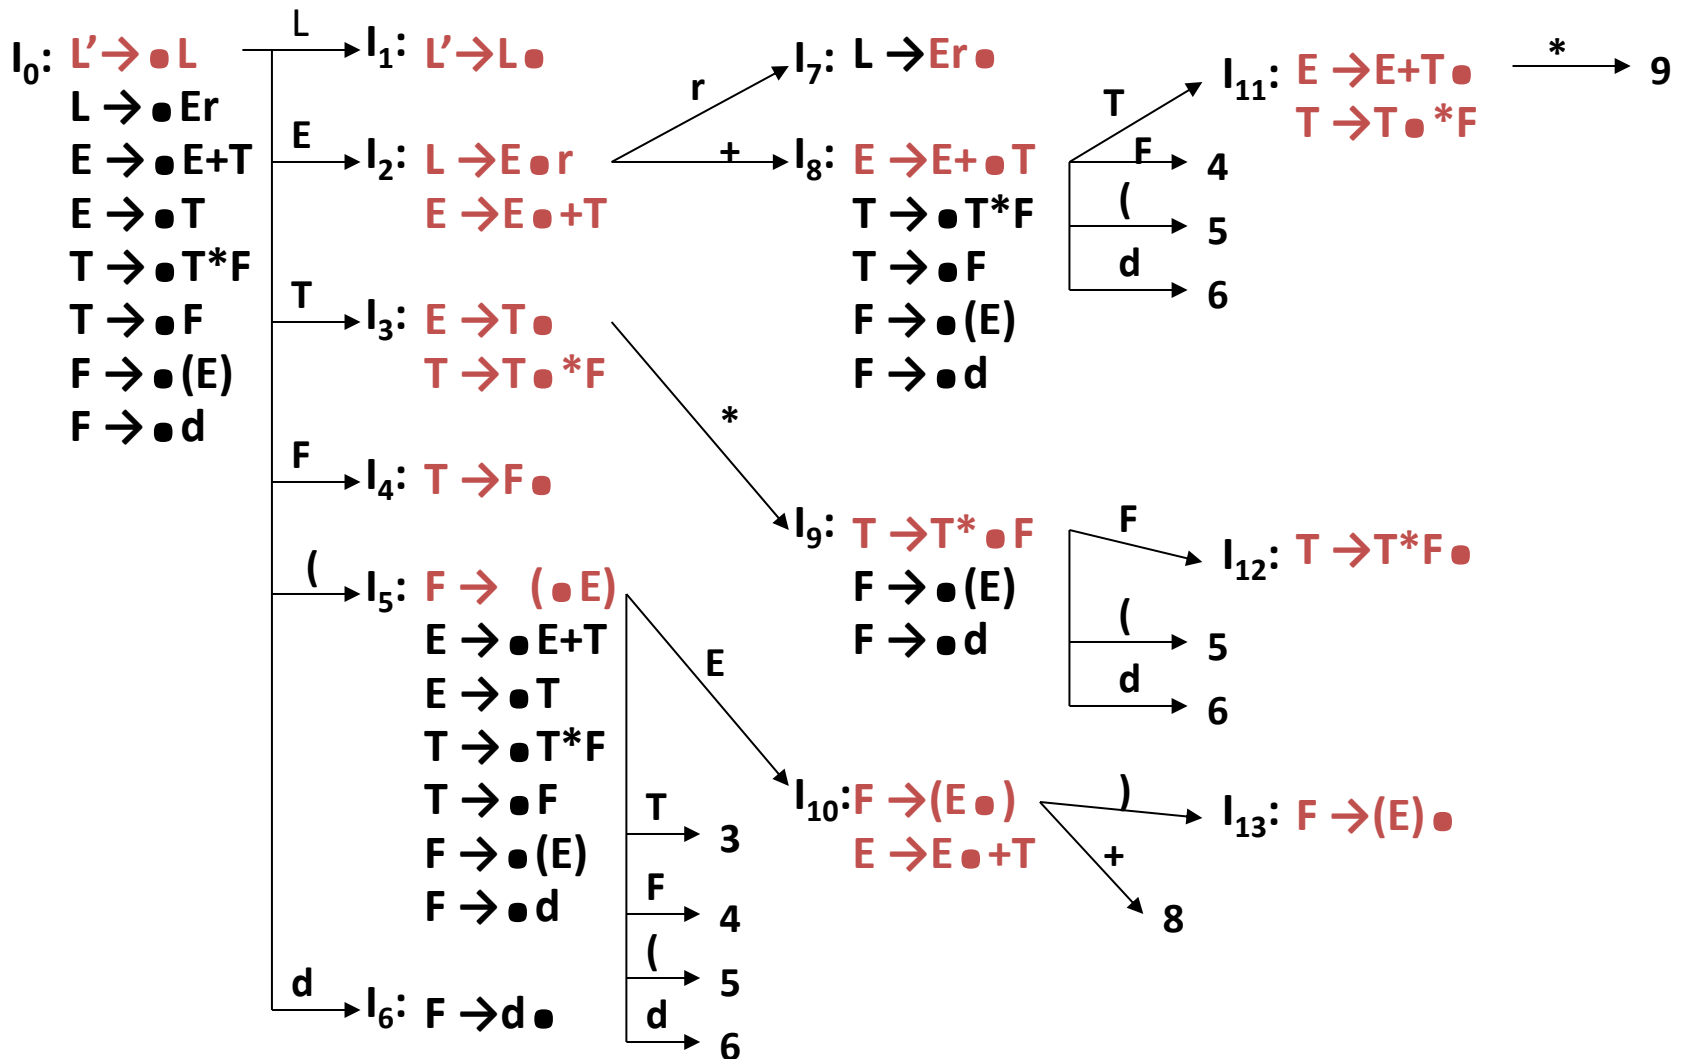 I0: L’→ •L
L → •Er
E → •E+T
E → •T
T → •T*F
T → •F
F → •(E)
F → •d
L
I1: L’→L•
E
I2: L →E•r
E →E•+T
T
I3: E →T•
T →T•*F
F
I4: T →F•
(
I5: F → (•E)
E → •E+T
E → •T
T → •T*F
T → •F
F → •(E)
F → •d
d
I6: F →d•
r
I7: L →Er•
+
I8: E →E+•T
T → •T*F
T → •F
F → •(E)
F → •d
*
I9: T →T*•F
F → •(E)
F → •d
E
I10: F →(E•)
E →E•+T
T
3
F
4
(
5
d
6
T
I11: E →E+T•
T →T•*F
*
9
F
4
(
5
d
6
F
I12: T →T*F•
(
5
d
6
)
I13: F →(E)•
+
8